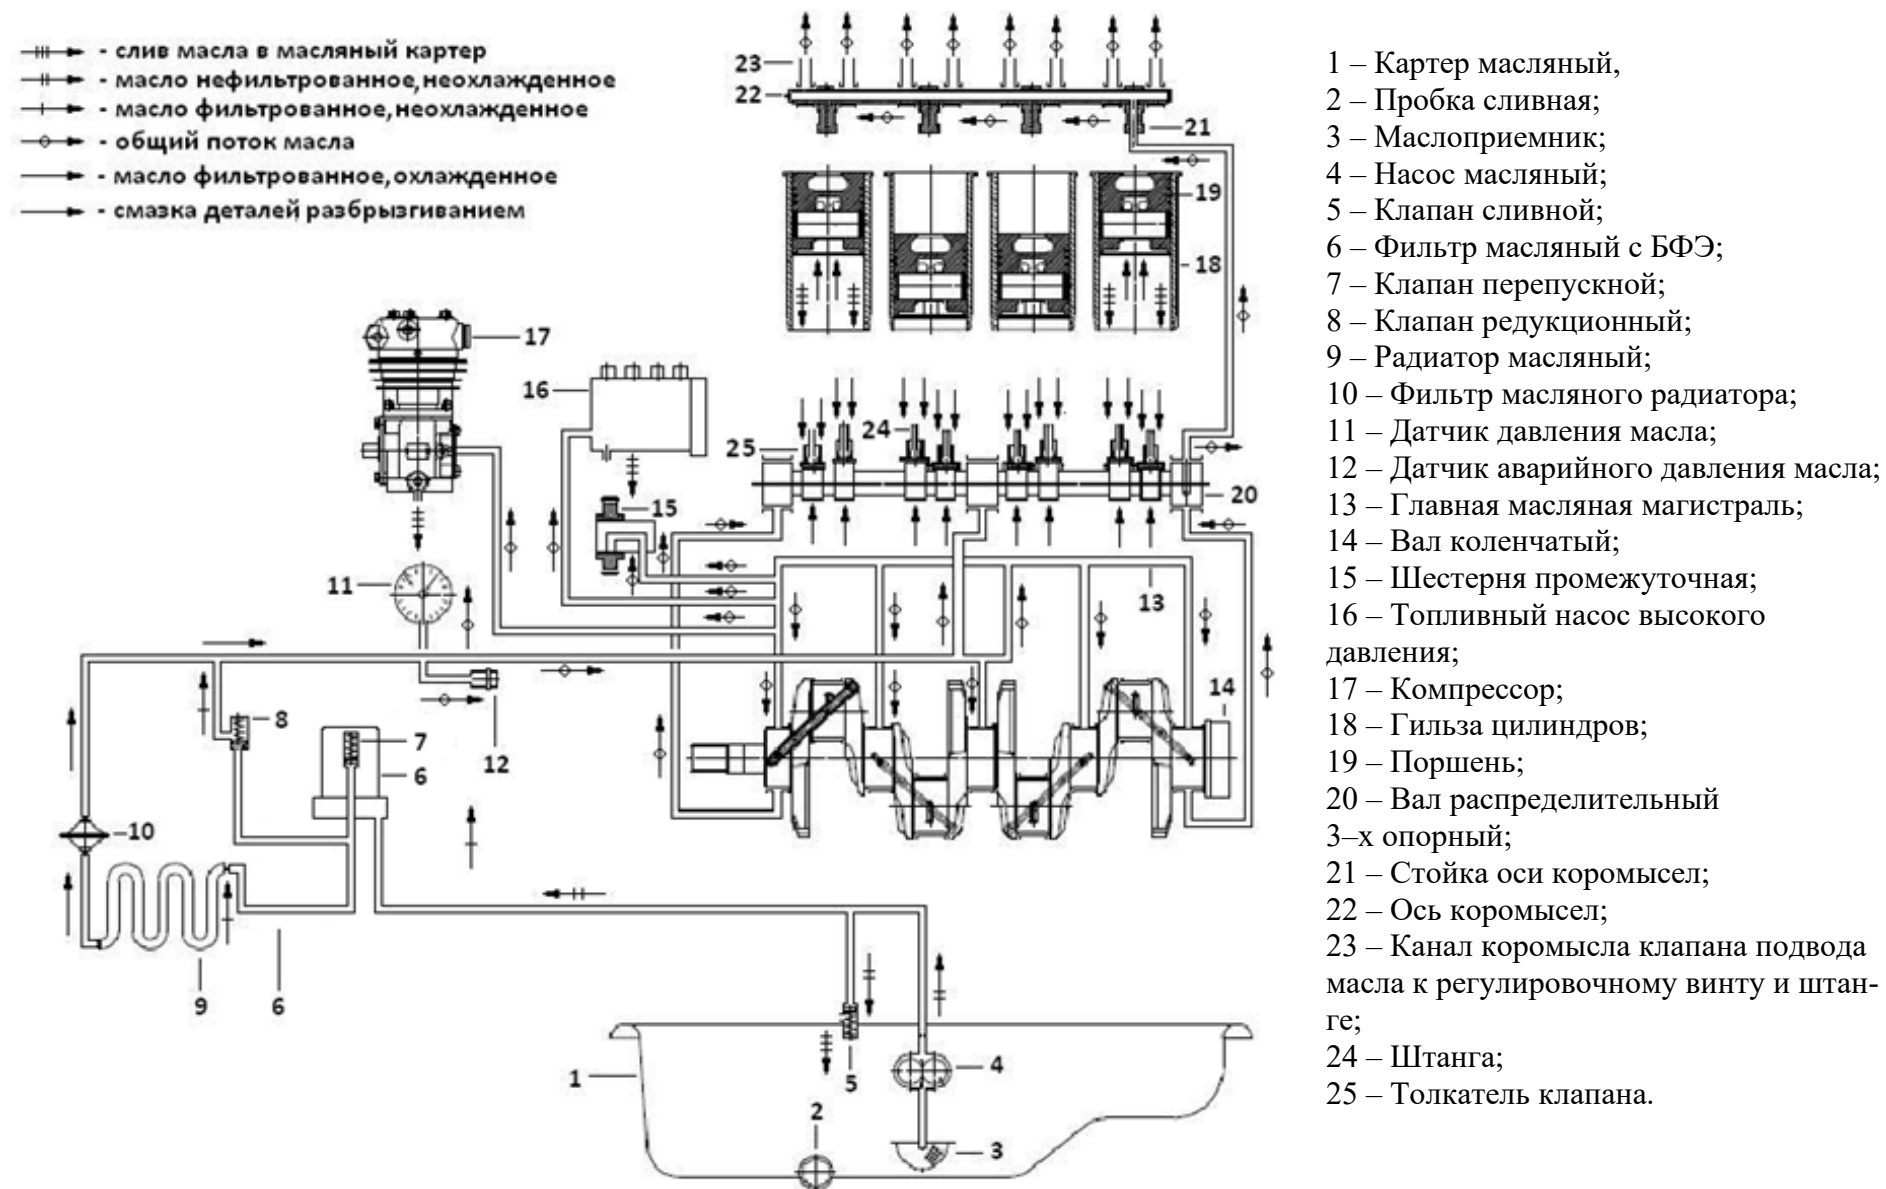 - слив масла в масляный картер
- масло нефильтрованное,неохлажденное
- масло фильтрованное,неохлажденное
- общий поток масла
- масло фильтрованное,охлажденное
- смазка деталей разбрызгиванием
23
22
21
19
18
17
16
24
25
15
20
11
13
14
8
7
12
6
10
9
6
5
4
1
2
3
1 – Картер масляный,
2 – Пробка сливная;
3 – Маслоприемник;
4 – Насос масляный;
5 – Клапан сливной;
6 – Фильтр масляный с БФЭ;
7 – Клапан перепускной;
8 – Клапан редукционный;
9 – Радиатор масляный;
10 – Фильтр масляного радиатора;
11 – Датчик давления масла;
12 – Датчик аварийного давления масла;
13 – Главная масляная магистраль;
14 – Вал коленчатый;
15 – Шестерня промежуточная;
16 – Топливный насос высокого
давления;
17 – Компрессор;
18 – Гильза цилиндров;
19 – Поршень;
20 – Вал распределительный
3–х опорный;
21 – Стойка оси коромысел;
22 – Ось коромысел;
23 – Канал коромысла клапана подвода
масла к регулировочному винту и штан-
ге;
24 – Штанга;
25 – Толкатель клапана.